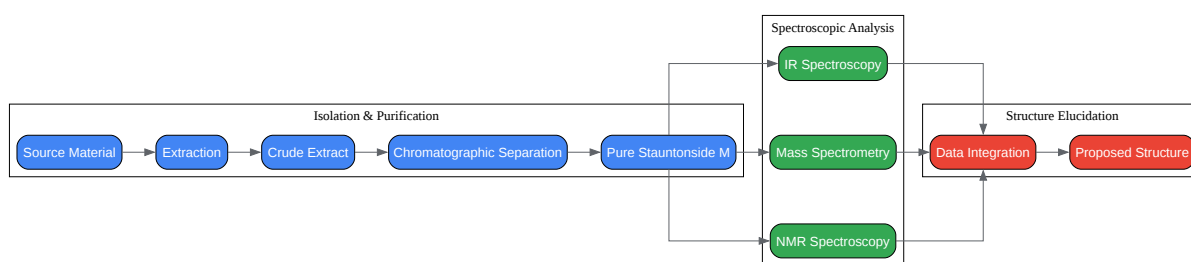 Spectroscopic Analysis
IR Spectroscopy
Isolation & Purification
Structure Elucidation
Source Material
Extraction
Crude Extract
Chromatographic Separation
Pure Stauntonside M
Mass Spectrometry
Data Integration
Proposed Structure
NMR Spectroscopy